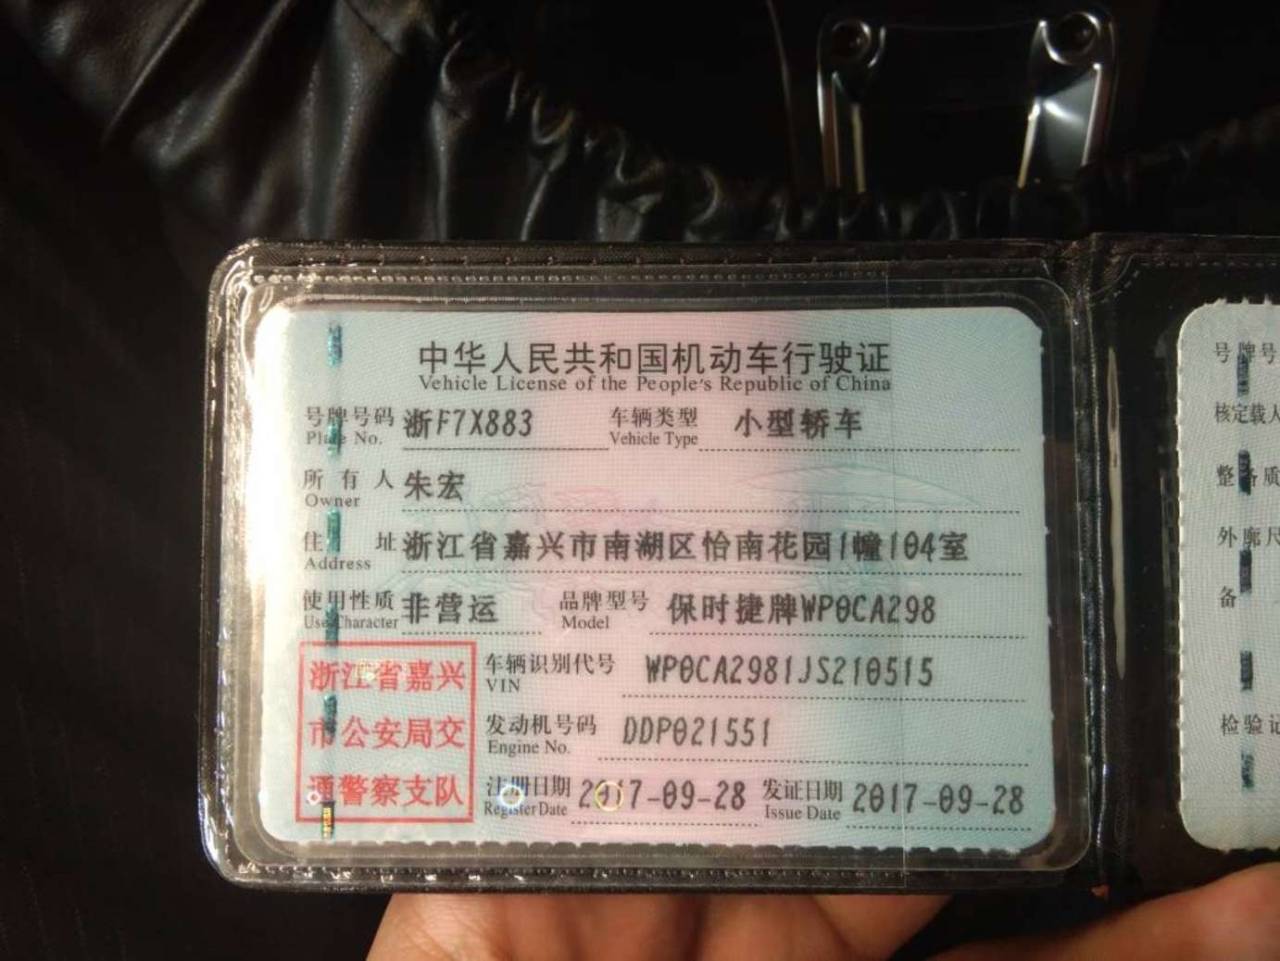 中华人民共和国机动车行驶证
Vehicle License of the People's Republic of China
号牌号码 浙F7X883 车辆类型 小型轿车
Plate No. Vehicle Type
所有人 朱宏
Owner
住址 浙江省嘉兴市南湖区怡南花园1幢104室
Address
使用性质 非营运 品牌型号 保时捷牌WP0CA298
Use Character Model
浙江省嘉兴
市公安局交
通警察支队
车辆识别代号 WP0CA2981JS210515
VIN
发动机号码 DDP021551
Engine No.
注册日期 2017-09-28 发证日期 2017-09-28
Register Date Issue Date
号牌号
核定载人
整备质
外廓尺
备
检验记